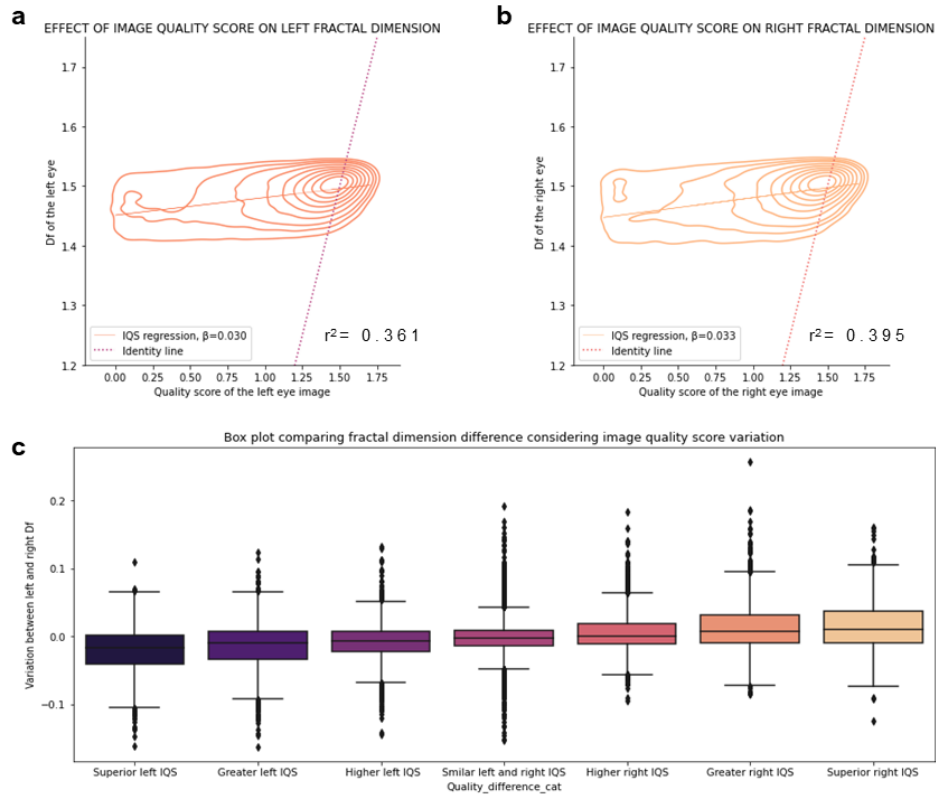 a
EFFECT OF IMAGE QUALITY SCORE ON LEFT FRACTAL DIMENSION
1.7
1.6
1.5
1.4
1.3
1.2
Df of the left eye
IQS regression, β=0.030
Identity line
r²= 0.361
0.00 0.25 0.50 0.75 1.00 1.25 1.50 1.75
Quality score of the left eye image
b
EFFECT OF IMAGE QUALITY SCORE ON RIGHT FRACTAL DIMENSION
1.7
1.6
1.5
1.4
1.3
1.2
Df of the right eye
IQS regression, β=0.033
Identity line
r²= 0.395
0.00 0.25 0.50 0.75 1.00 1.25 1.50 1.75
Quality score of the right eye image
c
Box plot comparing fractal dimension difference considering image quality score variation
0.2
0.1
0.0
−0.1
Variation between left and right Df
Superior left IQS Greater left IQS Higher left IQS Smilar left and right IQS Higher right IQS Greater right IQS Superior right IQS
Quality_difference_cat